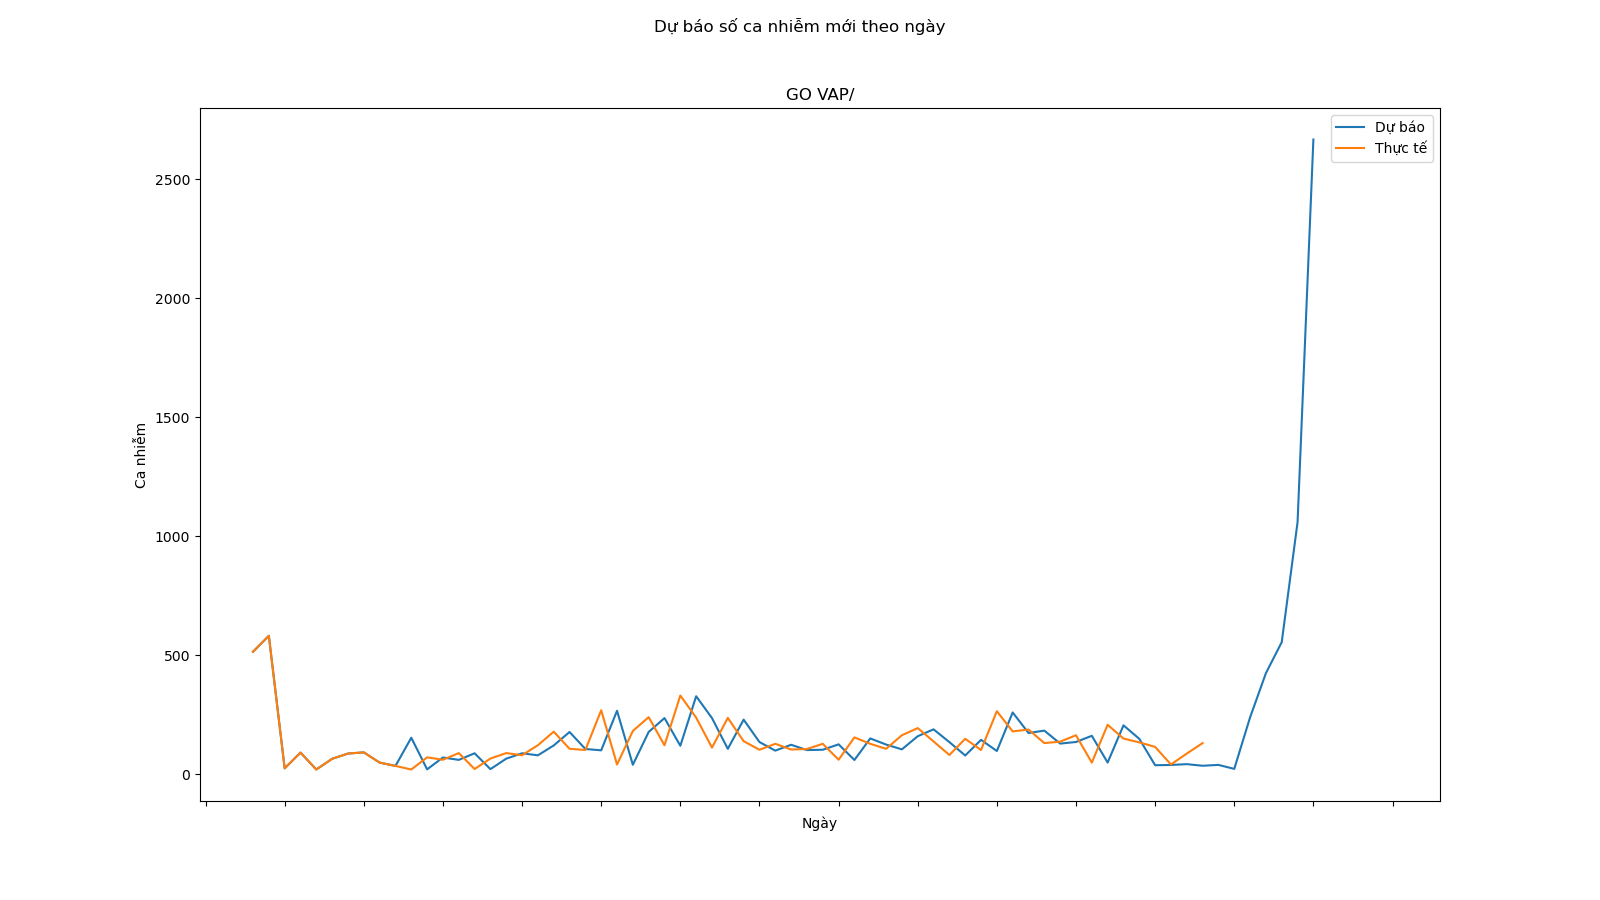 Dự báo số ca nhiễm mới theo ngày
GO VAP/
Dự báo
Thực tế
2500
2000
1500
1000
500
0
Ca nhiễm
Ngày